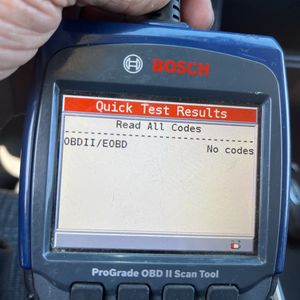 BOSCH
Quick Test Results
Read All Codes
OBDII/EOBD No codes
ProGrade OBD II Scan Tool